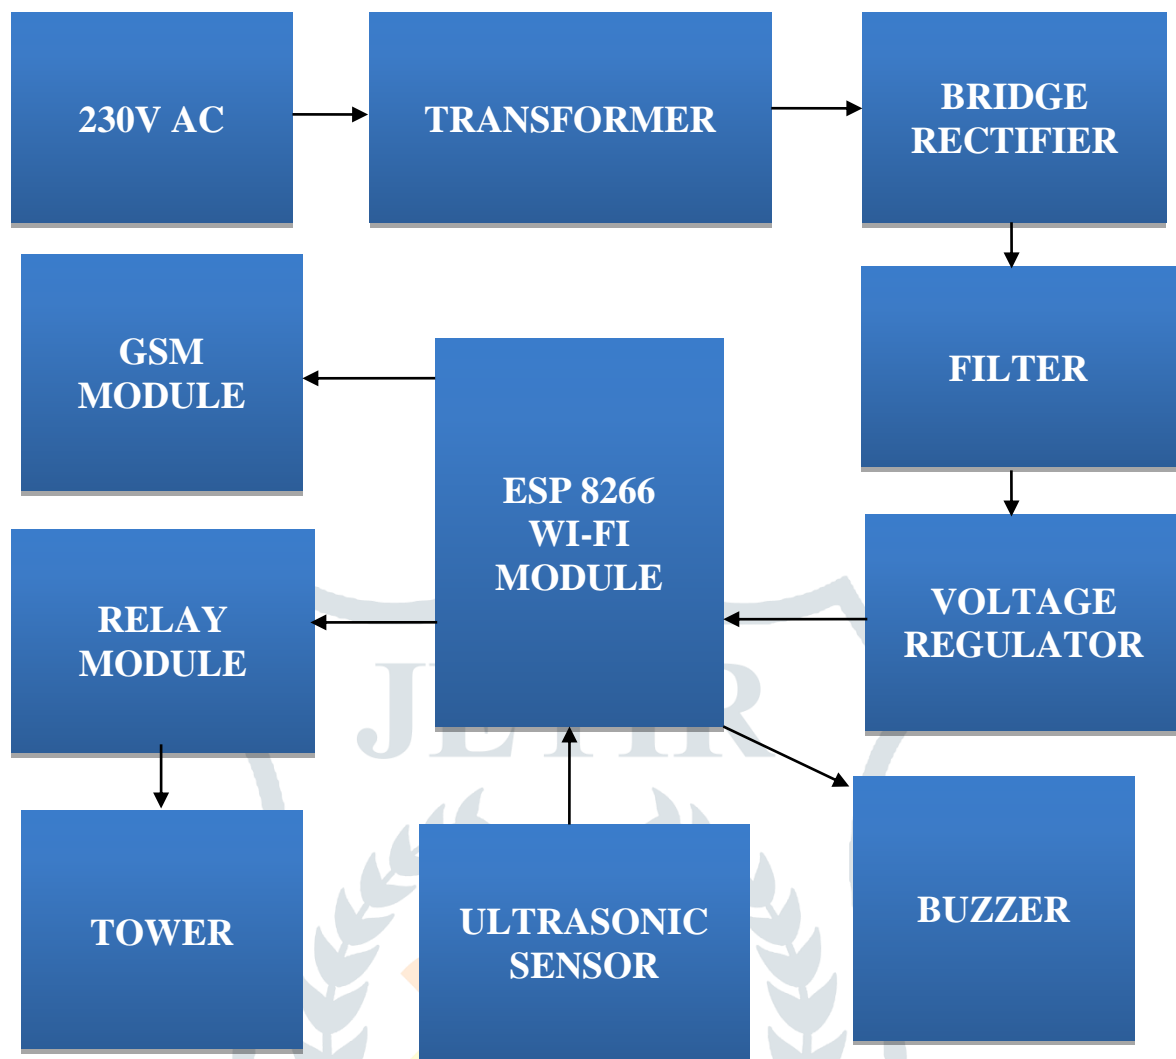 230V AC
TRANSFORMER
BRIDGE
RECTIFIER
GSM
MODULE
FILTER
ESP 8266
WI-FI
MODULE
RELAY
MODULE
VOLTAGE
REGULATOR
JETIR
TOWER
ULTRASONIC
SENSOR
BUZZER